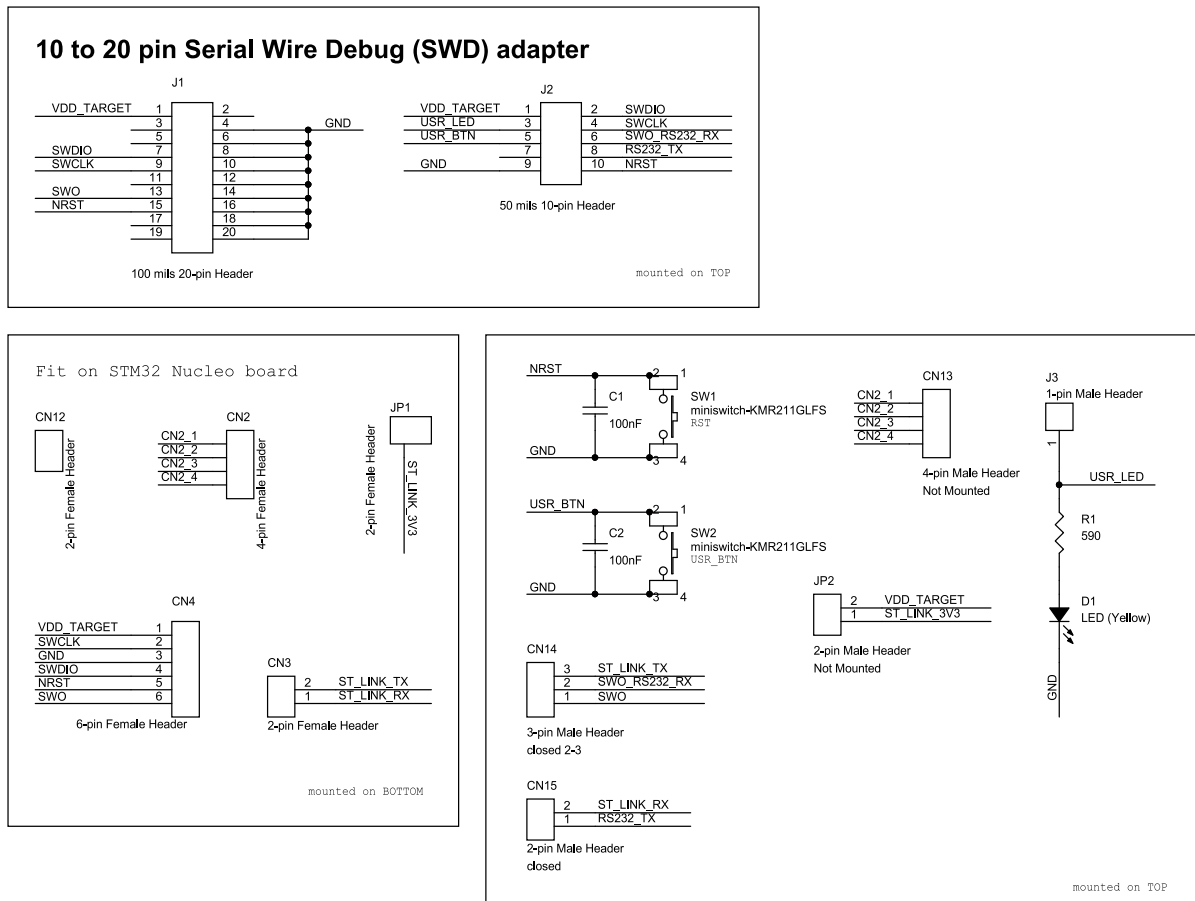 10 to 20 pin Serial Wire Debug (SWD) adapter
J1
VDD_TARGET 1 2
3 4 GND
5 6
SWDIO 7 8
SWCLK 9 10
11 12
SWO 13 14
NRST 15 16
17 18
19 20
100 mils 20-pin Header
J2
VDD_TARGET 1 2 SWDIO
USR_LED 3 4 SWCLK
USR_BTN 5 6 SWO_RS232_RX
7 8 RS232_TX
GND 9 10 NRST
50 mils 10-pin Header
mounted on TOP
Fit on STM32 Nucleo board
CN12
2-pin Female Header
CN2
CN2_1
CN2_2
CN2_3
CN2_4
4-pin Female Header
JP1
2-pin Female Header
ST_LINK_3V3
CN4
VDD_TARGET 1
SWCLK 2
GND 3
SWDIO 4
NRST 5
SWO 6
6-pin Female Header
CN3
2 ST_LINK_TX
1 ST_LINK_RX
2-pin Female Header
mounted on BOTTOM
NRST
2 1
C1
100nF
SW1
miniswitch-KMR211GLFS
RST
GND
3 4
USR_BTN
2 1
C2
100nF
SW2
miniswitch-KMR211GLFS
USR_BTN
GND
3 4
CN14
3 ST_LINK_TX
2 SWO_RS232_RX
1 SWO
3-pin Male Header
closed 2-3
CN15
2 ST_LINK_RX
1 RS232_TX
2-pin Male Header
closed
CN13
CN2_1
CN2_2
CN2_3
CN2_4
4-pin Male Header
Not Mounted
JP2
2 VDD_TARGET
1 ST_LINK_3V3
2-pin Male Header
Not Mounted
J3
1-pin Male Header
1
USR_LED
R1
590
D1
LED (Yellow)
GND
mounted on TOP